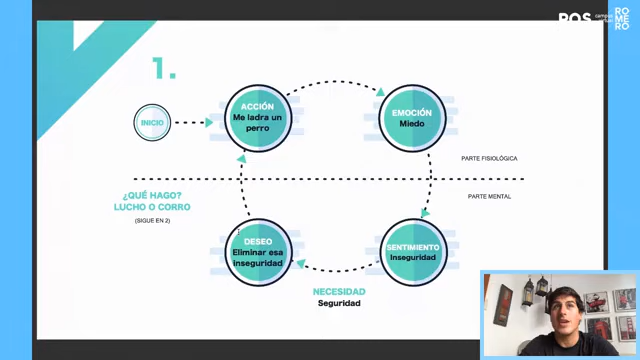 ROMERO
1.
INICIO
ACCIÓN
Me ladra un
perro
EMOCIÓN
Miedo
PARTE FISIOLÓGICA
PARTE MENTAL
¿QUÉ HAGO?
LUCHO O CORRO
(SIGUE EN 2)
DESEO
Eliminar esa
inseguridad
SENTIMIENTO
Inseguridad
NECESIDAD
Seguridad